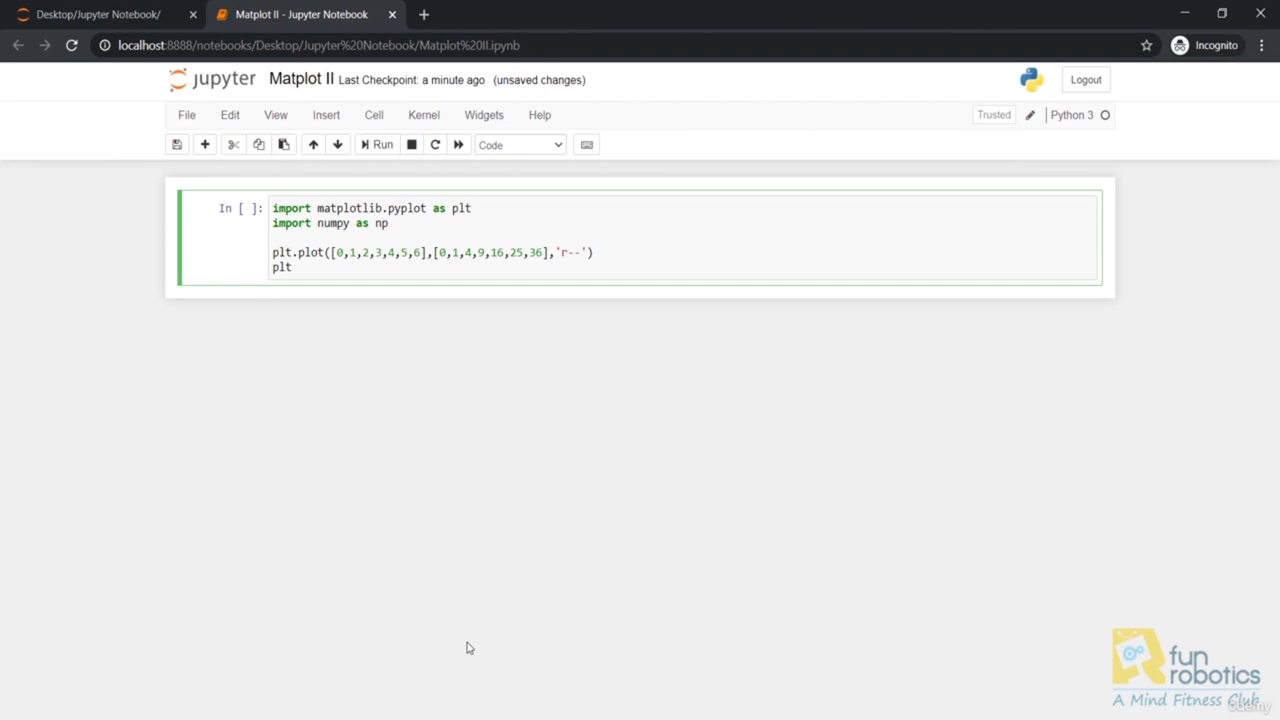 Desktop/Jupyter Notebook/
Matplot II - Jupyter Notebook
localhost:8888/notebooks/Desktop/Jupyter%20Notebook/Matplot%20II.ipynb
Incognito
jupyter Matplot II Last Checkpoint: a minute ago (unsaved changes)
Logout
File Edit View Insert Cell Kernel Widgets Help
Trusted Python 3
Run Code
In [ ]: import matplotlib.pyplot as plt
import numpy as np
plt.plot([0,1,2,3,4,5,6],[0,1,4,9,16,25,36],'r--')
plt
fun
robotics
A Mind Fitness Club
Udemy